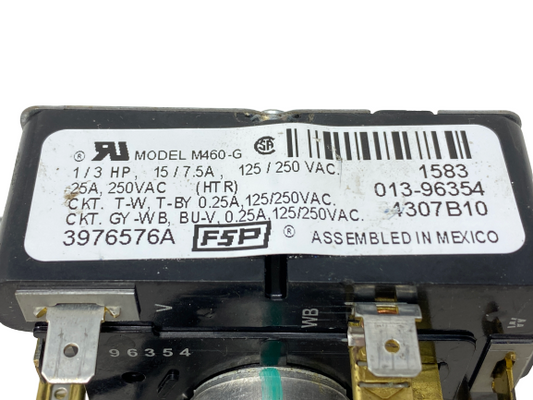 ® RU MODEL M460-G SA
1/3 HP, 15/7.5A, 125/250 VAC. 1583
25A, 250VAC (HTR) 013-96354
CKT. T-W, T-BY 0.25A,125/250VAC. 4307B10
CKT. GY-WB, BU-V, 0.25A,125/250VAC.
3976576A FSP ® ASSEMBLED IN MEXICO
V
WB
96354